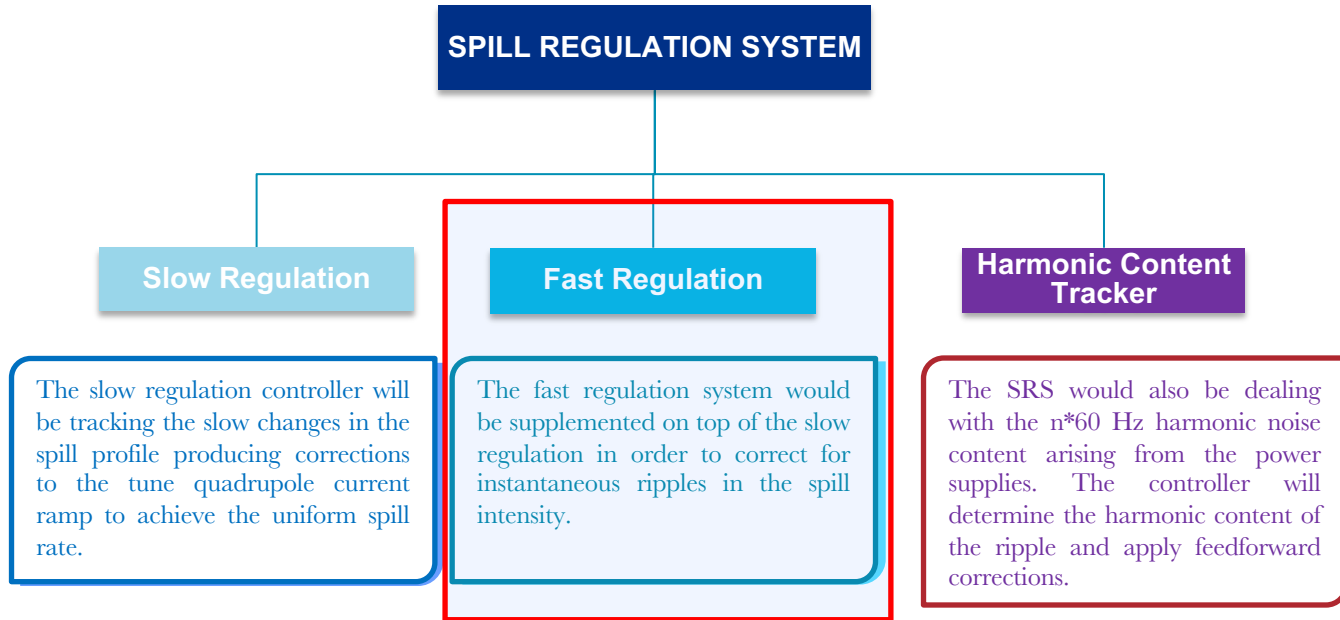 SPILL REGULATION SYSTEM
Slow Regulation
The slow regulation controller will
be tracking the slow changes in the
spill profile producing corrections
to the tune quadrupole current
ramp to achieve the uniform spill
rate.
Fast Regulation
The fast regulation system would
be supplemented on top of the slow
regulation in order to correct for
instantaneous ripples in the spill
intensity.
Harmonic Content
Tracker
The SRS would also be dealing
with the n*60 Hz harmonic noise
content arising from the power
supplies. The controller will
determine the harmonic content of
the ripple and apply feedforward
corrections.